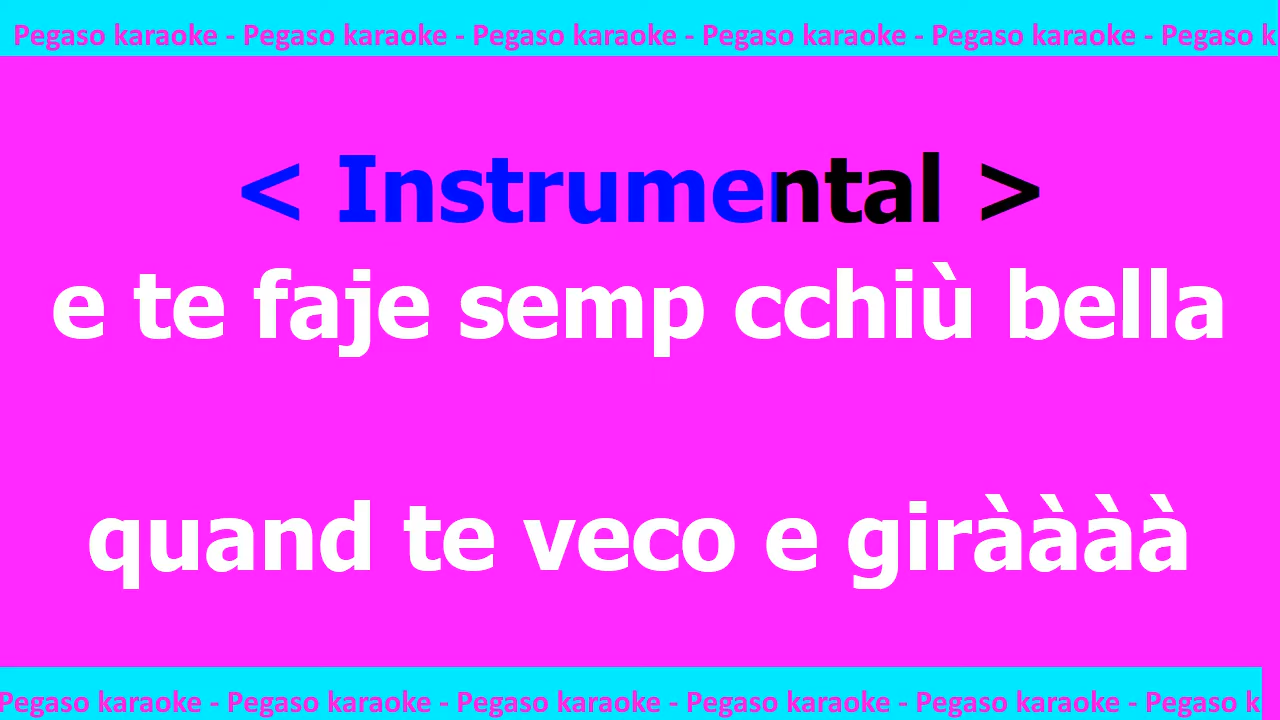 Pegaso karaoke - Pegaso karaoke - Pegaso karaoke - Pegaso karaoke - Pegaso karaoke - Pegaso k
< Instrumental >
e te faje semp cchiù bella
quand te veco e giràààà
Pegaso karaoke - Pegaso karaoke - Pegaso karaoke - Pegaso karaoke - Pegaso karaoke - Pegaso k